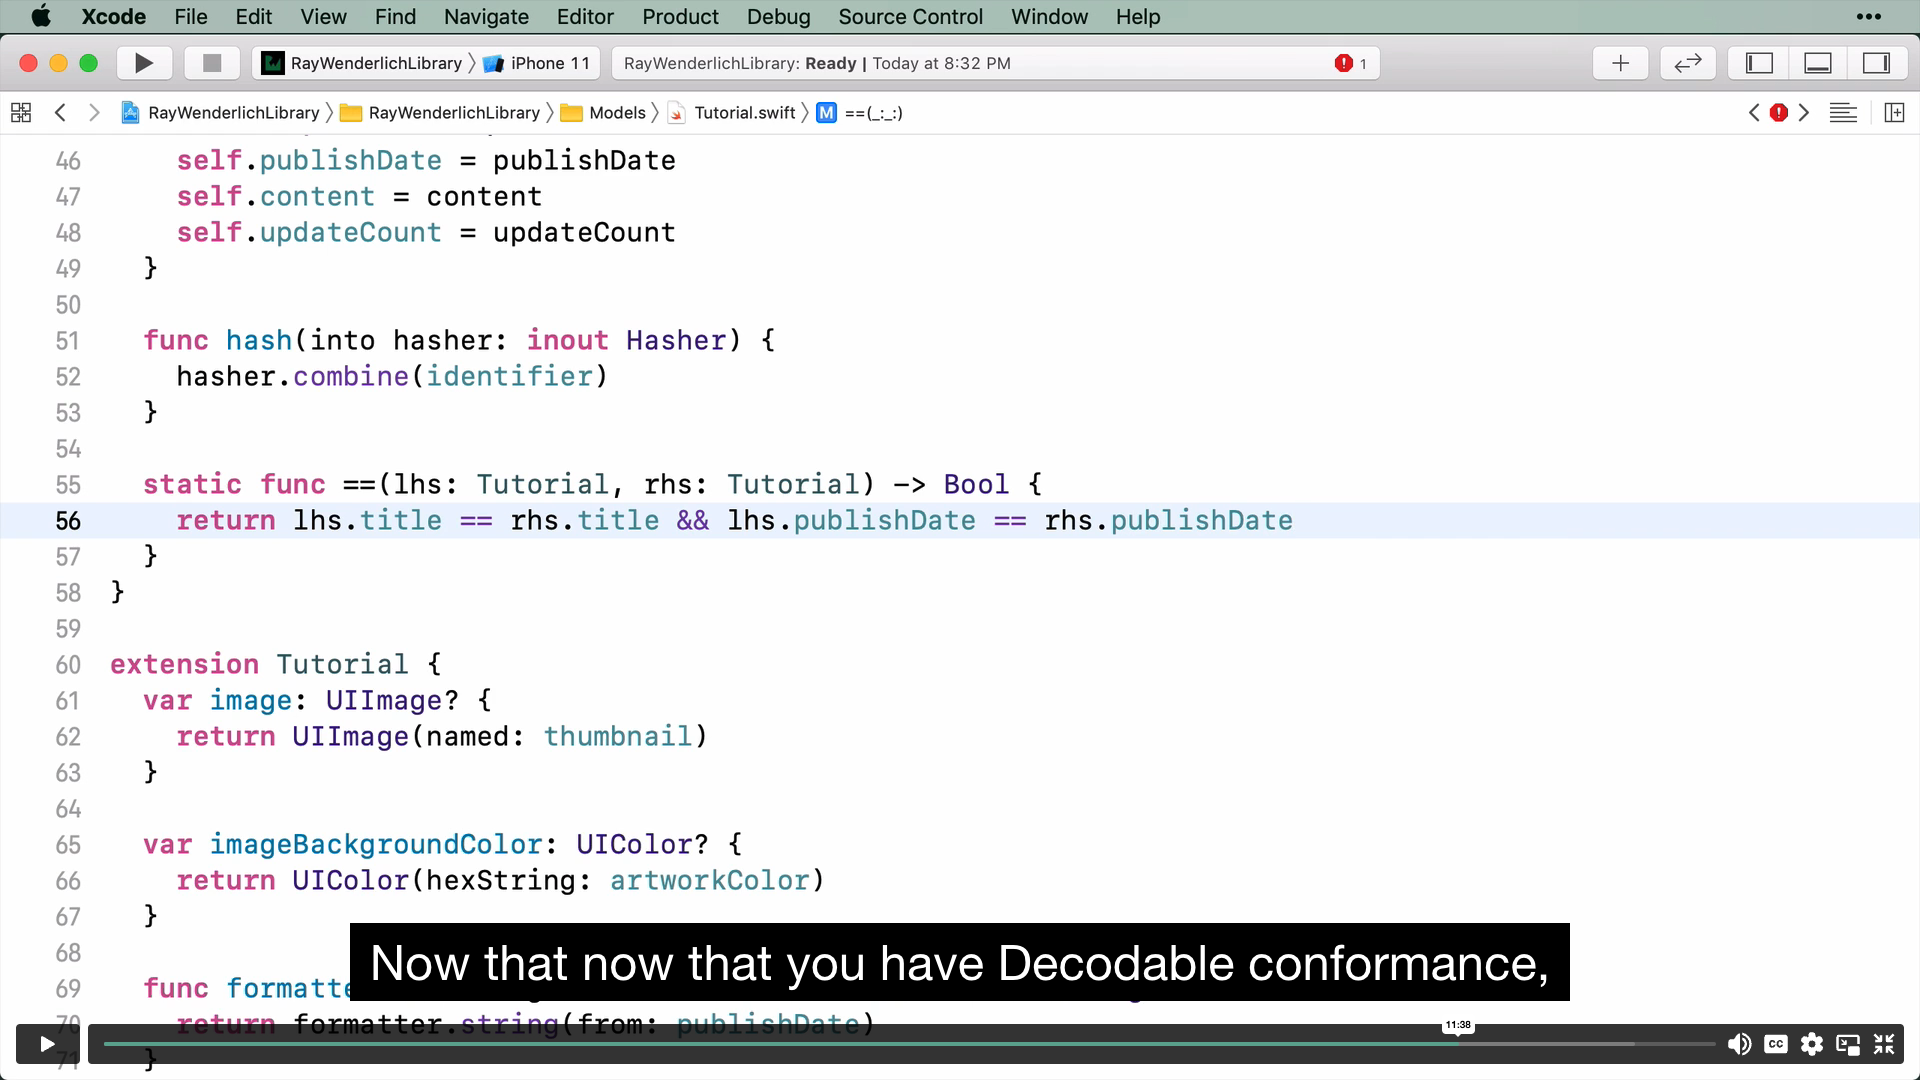 Xcode File Edit View Find Navigate Editor Product Debug Source Control Window Help
RayWenderlichLibrary iPhone 11 RayWenderlichLibrary: Ready | Today at 8:32 PM 1
RayWenderlichLibrary RayWenderlichLibrary Models Tutorial.swift M ==(_:_:)
46 self.publishDate = publishDate
47 self.content = content
48 self.updateCount = updateCount
49 }
50
51 func hash(into hasher: inout Hasher) {
52 hasher.combine(identifier)
53 }
54
55 static func ==(lhs: Tutorial, rhs: Tutorial) -> Bool {
56 return lhs.title == rhs.title && lhs.publishDate == rhs.publishDate
57 }
58 }
59
60 extension Tutorial {
61 var image: UIImage? {
62 return UIImage(named: thumbnail)
63 }
64
65 var imageBackgroundColor: UIColor? {
66 return UIColor(hexString: artworkColor)
67 }
68
Now that now that you have Decodable conformance,
69 func
70 return formatter.string(from: publishDate)
11:38
71 }
CC